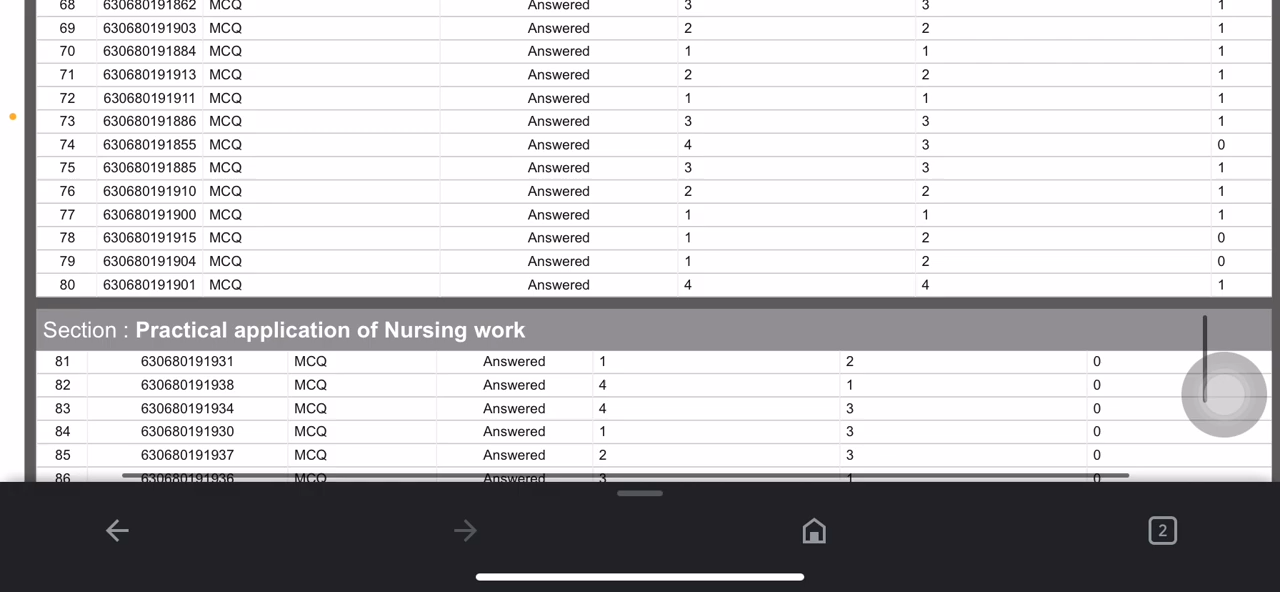 68 630680191862 MCQ Answered 3 3 1
69 630680191903 MCQ Answered 2 2 1
70 630680191884 MCQ Answered 1 1 1
71 630680191913 MCQ Answered 2 2 1
72 630680191911 MCQ Answered 1 1 1
73 630680191886 MCQ Answered 3 3 1
74 630680191855 MCQ Answered 4 3 0
75 630680191885 MCQ Answered 3 3 1
76 630680191910 MCQ Answered 2 2 1
77 630680191900 MCQ Answered 1 1 1
78 630680191915 MCQ Answered 1 2 0
79 630680191904 MCQ Answered 1 2 0
80 630680191901 MCQ Answered 4 4 1
Section : Practical application of Nursing work
81 630680191931 MCQ Answered 1 2 0
82 630680191938 MCQ Answered 4 1 0
83 630680191934 MCQ Answered 4 3 0
84 630680191930 MCQ Answered 1 3 0
85 630680191937 MCQ Answered 2 3 0
86 630680191936 MCQ Answered 3 1 0
2